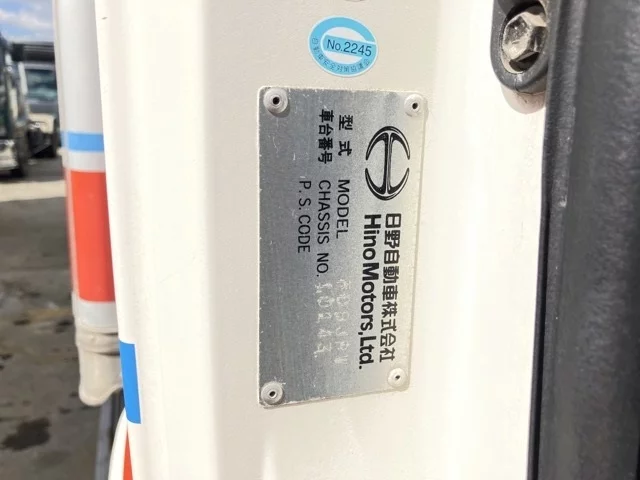 No.2245
日野自動車株式会社
Hino Motors, Ltd.
型式 MODEL
車台番号 CHASSIS NO.
P. S. CODE